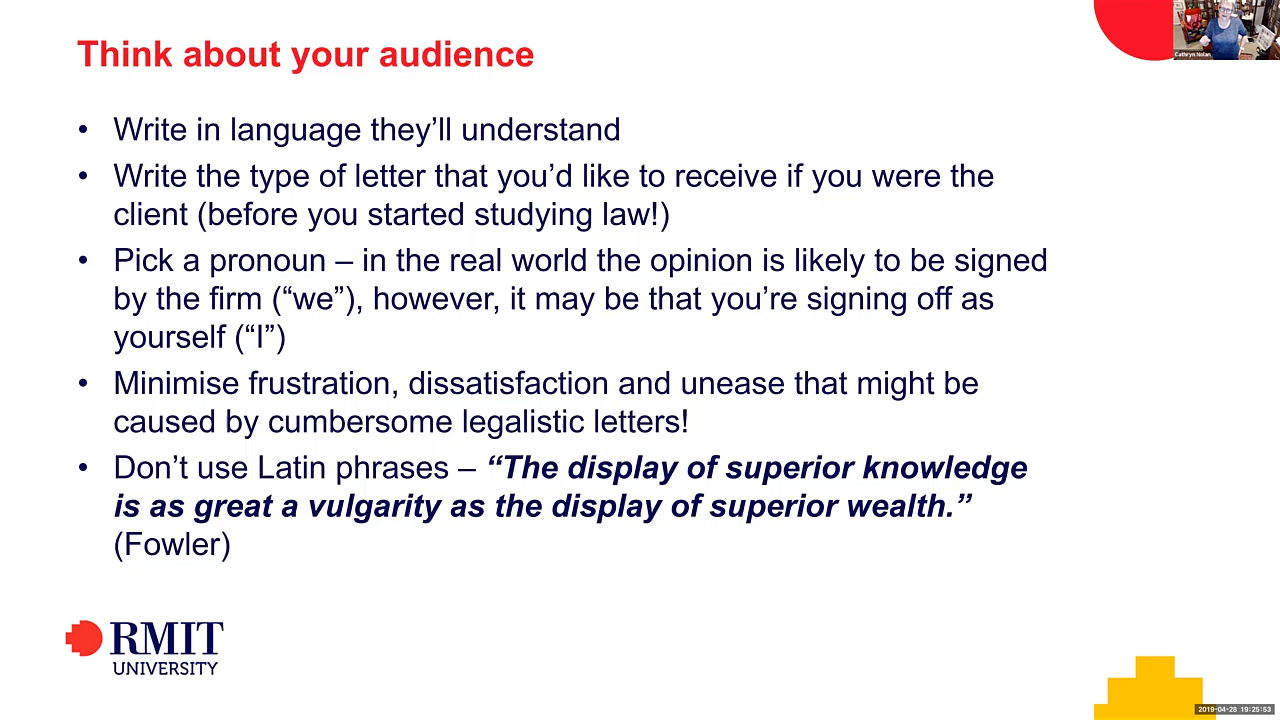 Think about your audience
Cathryn Nolan
• Write in language they’ll understand
• Write the type of letter that you’d like to receive if you were the
client (before you started studying law!)
• Pick a pronoun – in the real world the opinion is likely to be signed
by the firm (“we”), however, it may be that you’re signing off as
yourself (“I”)
• Minimise frustration, dissatisfaction and unease that might be
caused by cumbersome legalistic letters!
• Don’t use Latin phrases – “The display of superior knowledge
is as great a vulgarity as the display of superior wealth.”
(Fowler)
RMIT
UNIVERSITY
2019-04-28 19:25:53